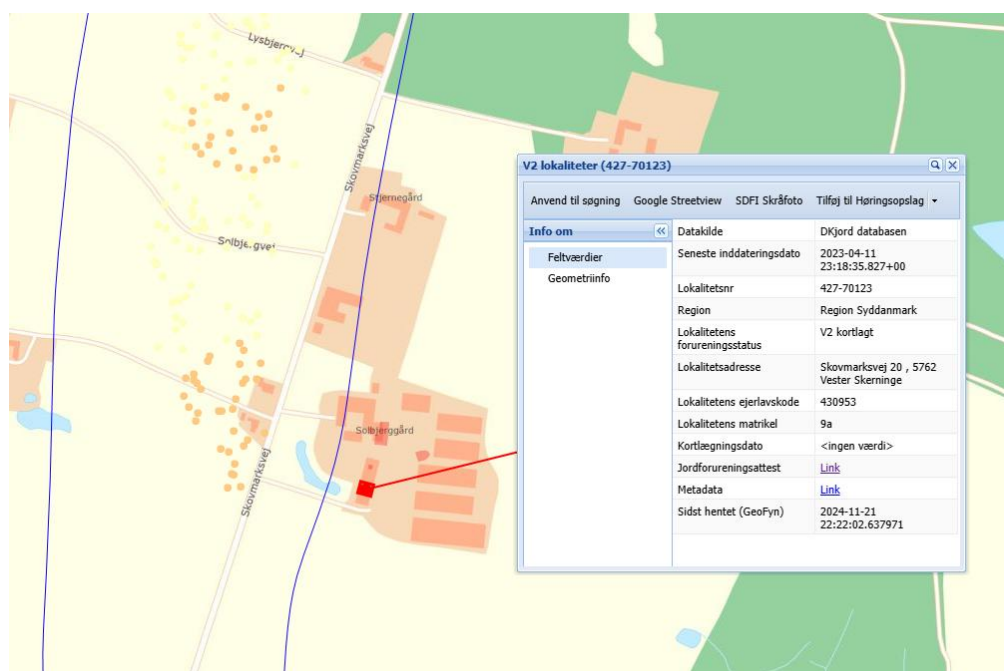 Skovmarksvej
Stjernegård
Solbjerggård
Skovmarksvej
V2 lokaliteter (427-70123)
Anvend til søgning Google Streetview SDFI Skråfoto Tilføj til Høringsopslag
Info om
Feltværdier
Geometriinfo
Datakilde DKjord databasen
Seneste inddateringsdato 2023-04-11
23:18:35.827+00
Lokalitetsnr 427-70123
Region Region Syddanmark
Lokalitetens
forureningsstatus V2 kortlagt
Lokalitetsadresse Skovmarksvej 20 , 5762
Vester Skerninge
Lokalitetens ejerlavskode 430953
Lokalitetens matrikel 9a
Kortlægningsdato <ingen værdi>
Jordforureningsattest Link
Metadata Link
Sidst hentet (GeoFyn) 2024-11-21
22:22:02.637971